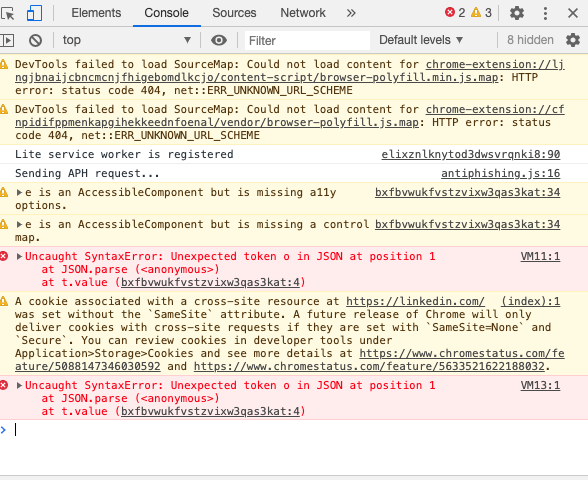 Elements Console Sources Network » 2 3
top Filter Default levels 8 hidden
DevTools failed to load SourceMap: Could not load content for chrome-extension://lj
ngjbnaijcbncmcnjfhigebomdlkcjo/content-script/browser-polyfill.min.js.map: HTTP
error: status code 404, net::ERR_UNKNOWN_URL_SCHEME
DevTools failed to load SourceMap: Could not load content for chrome-extension://cf
npidifppmenkapgihekkeednfoenal/vendor/browser-polyfill.js.map: HTTP error: status
code 404, net::ERR_UNKNOWN_URL_SCHEME
Lite service worker is registered elixznlknytod3dwsvrqnki8:90
Sending APH request... antiphishing.js:16
e is an AccessibleComponent but is missing a11y bxfbvwukfvstzvixw3qas3kat:34
options.
e is an AccessibleComponent but is missing a control bxfbvwukfvstzvixw3qas3kat:34
map.
Uncaught SyntaxError: Unexpected token o in JSON at position 1 VM11:1
at JSON.parse (<anonymous>)
at t.value (bxfbvwukfvstzvixw3qas3kat:4)
A cookie associated with a cross-site resource at https://linkedin.com/ (index):1
was set without the `SameSite` attribute. A future release of Chrome will only
deliver cookies with cross-site requests if they are set with `SameSite=None` and
`Secure`. You can review cookies in developer tools under
Application>Storage>Cookies and see more details at https://www.chromestatus.com/fe
ature/5088147346030592 and https://www.chromestatus.com/feature/5633521622188032.
Uncaught SyntaxError: Unexpected token o in JSON at position 1 VM13:1
at JSON.parse (<anonymous>)
at t.value (bxfbvwukfvstzvixw3qas3kat:4)